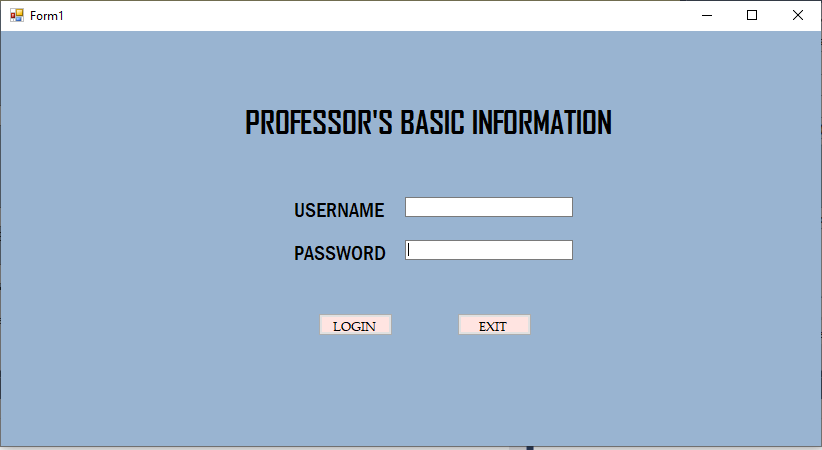 Form1
PROFESSOR'S BASIC INFORMATION
USERNAME
PASSWORD
LOGIN EXIT